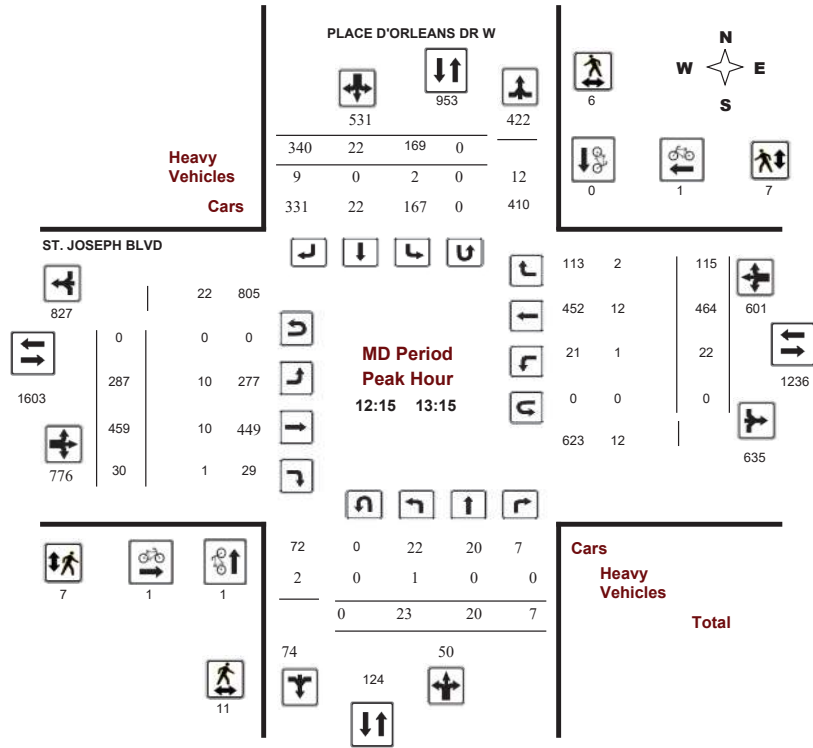 PLACE D'ORLEANS DR W
N
W E
S
953
6
531
422
340 22 169 0
Heavy
Vehicles
9 0 2 0 12
0 1 7
Cars
331 22 167 0 410
ST. JOSEPH BLVD
113 2 115
22 805
827
601
452 12 464
0 0 0
MD Period
Peak Hour
21 1 22
1603
1236
287 10 277
12:15 13:15
0 0 0
459 10 449
623 12
635
776
30 1 29
72 0 22 20 7
Cars
2 0 1 0 0
Heavy
Vehicles
7 1 1
0 23 20 7
Total
74 50
124
11